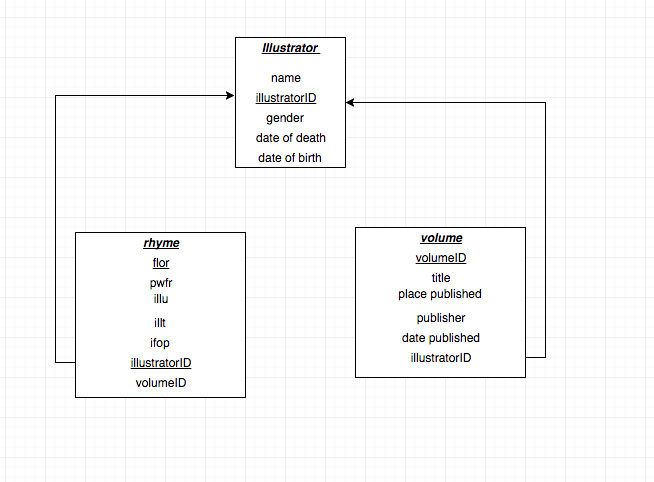 Illustrator
name
illustratorID
gender
date of death
date of birth
rhyme
flor
pwfr
illu
illt
ifop
illustratorID
volumeID
volume
volumeID
title
place published
publisher
date published
illustratorID